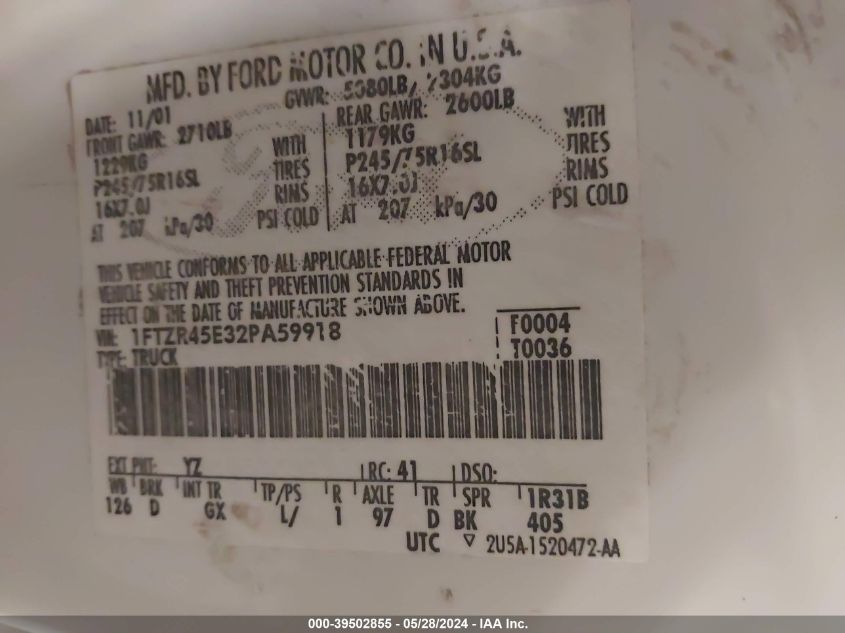 MFD. BY FORD MOTOR CO. IN U.S.A.
DATE: 11/01 GVWR: 5080LB/ 2304KG
FRONT GAWR: 2710LB REAR GAWR: 2600LB
1229KG WITH 1179KG WITH
P245/75R16SL TIRES P245/75R16SL TIRES
16X7.0J RIMS 16X7.0J RIMS
AT 207 kPa/30 PSI COLD AT 207 kPa/30 PSI COLD
THIS VEHICLE CONFORMS TO ALL APPLICABLE FEDERAL MOTOR
VEHICLE SAFETY AND THEFT PREVENTION STANDARDS IN
EFFECT ON THE DATE OF MANUFACTURE SHOWN ABOVE.
VIN: 1FTZR45E32PA59918 F0004
TYPE: TRUCK T0036
EXT PNT: YZ RC: 41 DSO:
WB BRK INT TR TP/PS R AXLE TR SPR 1R31B
126 D GX L/ 1 97 D BK 405
UTC ▽ 2U5A-1520472-AA
000-39502855 - 05/28/2024 - IAA Inc.